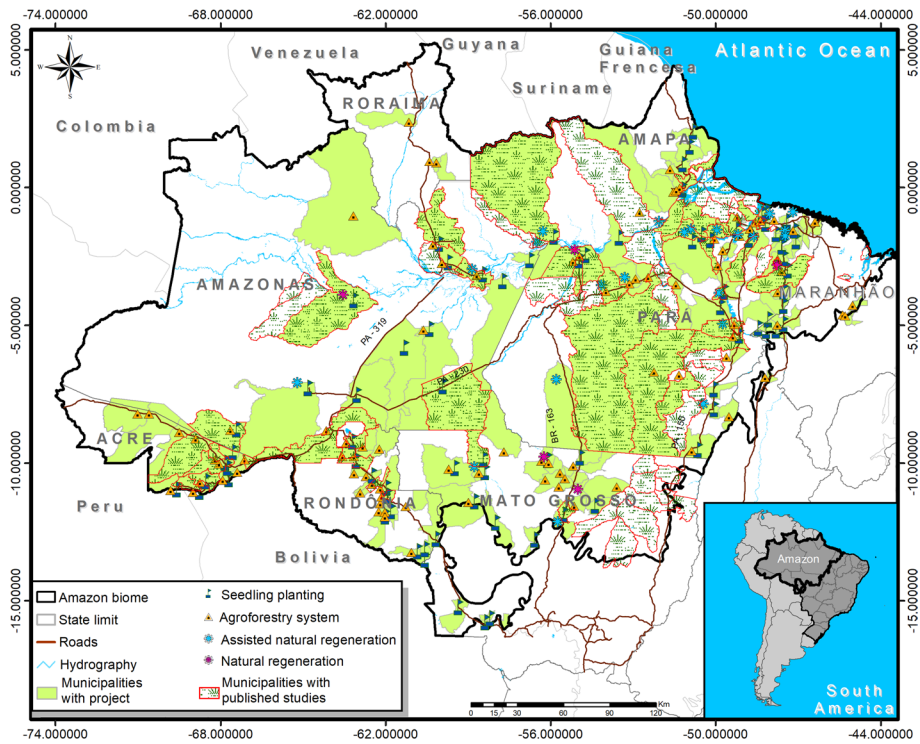 -74.000000 -68.000000 -62.000000 -56.000000 -50.000000 -44.000000
5.000000
0.000000
-5.000000
-10.000000
-15.000000
N
W E
S
Venezuela
Guyana
Guiana
Frencesa
Suriname
Atlantic Ocean
Colombia
RORAIMA
AMAPÁ
AMAZONAS
PARÁ
MARANHÃO
PA - 319
PA - 230
BR- 163
PA - 150
ACRE
RONDÔNIA
MATO GROSSO
Peru
Bolivia
Amazon biome
State limit
Roads
Hydrography
Municipalities
with project
Seedling planting
Agroforestry system
Assisted natural regeneration
Natural regeneration
Municipalities with
published studies
0 15 30 60 90 120
Km
Amazon
South
America
5.000000
0.000000
-5.000000
-10.000000
-15.000000
-74.000000 -68.000000 -62.000000 -56.000000 -50.000000 -44.000000